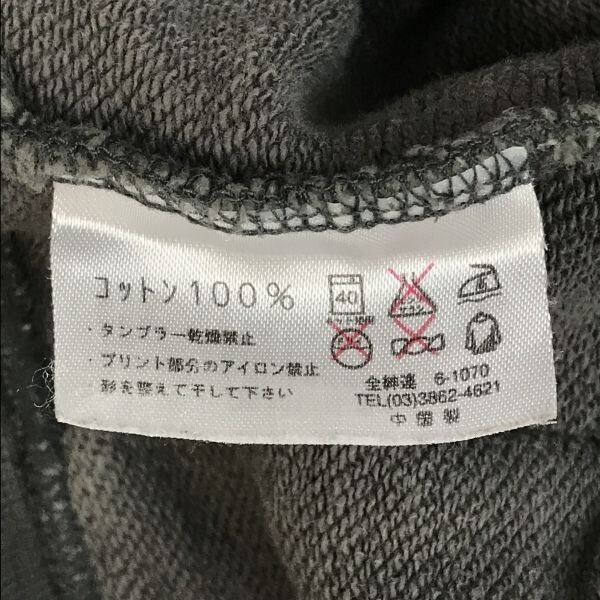 コットン100%
タンブラー乾燥禁止
・プリント部分のアイロン禁止
・形を整えて干して下さい
40
全紳連 6-1070
TEL(03)3862-4621
中国製